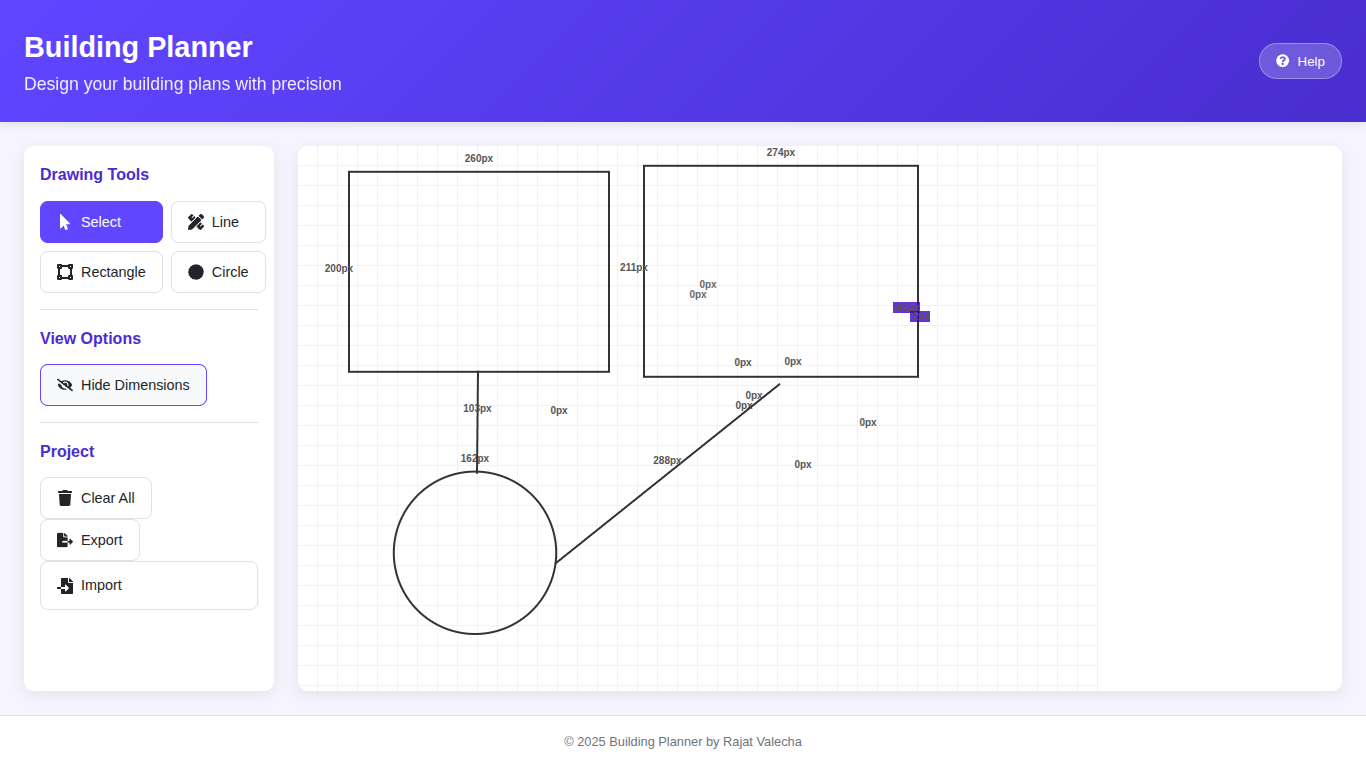 Building Planner
Design your building plans with precision
Help
Drawing Tools
Select
Line
Rectangle
Circle
View Options
Hide Dimensions
Project
Clear All
Export
Import
260px
274px
200px
211px
0px
0px
0px
0px
0px
0px
103px
0px
0px
162px
288px
0px
© 2025 Building Planner by Rajat Valecha